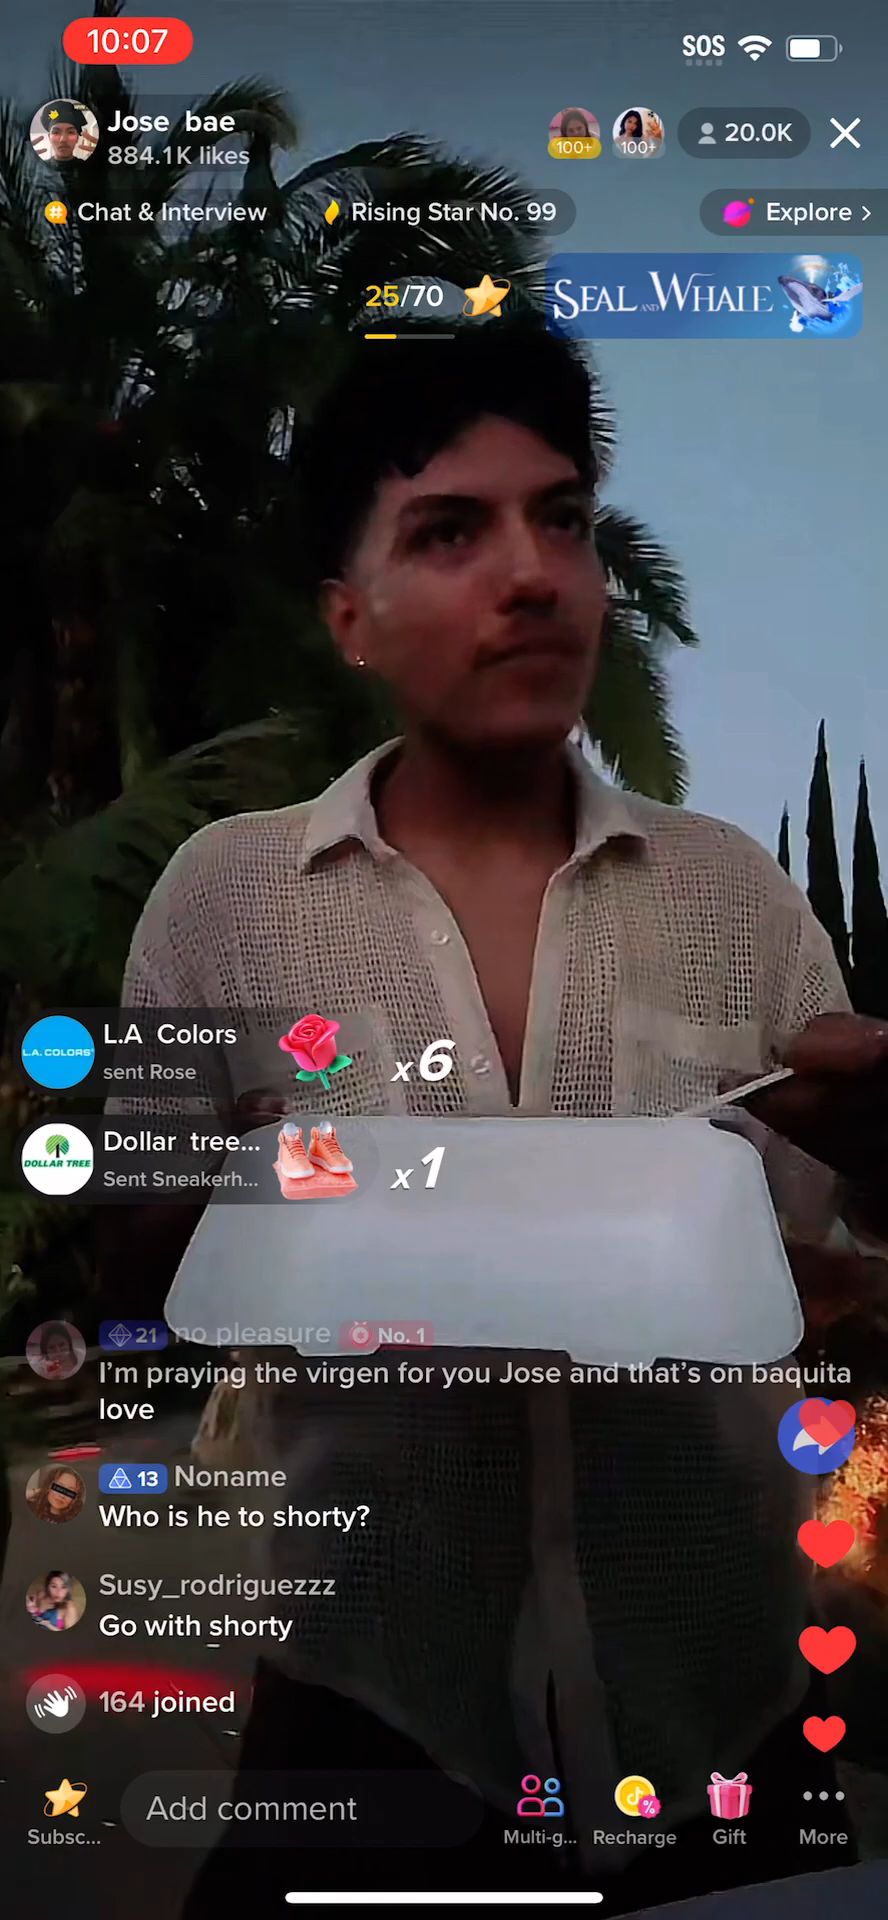 10:07
SOS
Jose bae
884.1K likes
100+
100+
20.0K
Chat & Interview
Rising Star No. 99
Explore >
25/70
SEAL AND WHALE
L.A. COLORS
L.A Colors
sent Rose
x6
DOLLAR TREE
Dollar tree...
Sent Sneakerh...
x1
21 no pleasure No. 1
I'm praying the virgen for you Jose and that's on baquita
love
13 Noname
Who is he to shorty?
Susy_rodriguezzz
Go with shorty
164 joined
Add comment
Subsc...
Multi-g...
Recharge
Gift
More